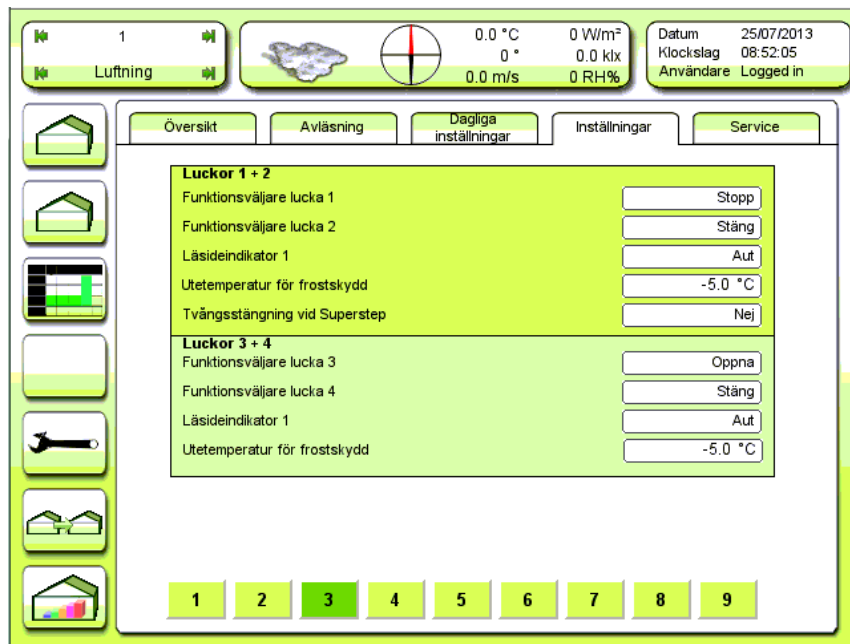 1
Luftning
0.0 °C
0 °
0.0 m/s
0 W/m²
0.0 klx
0 RH%
Datum 25/07/2013
Klockslag 08:52:05
Användare Logged in
Översikt
Avläsning
Dagliga
inställningar
Inställningar
Service
Luckor 1 + 2
Funktionsväljare lucka 1 Stopp
Funktionsväljare lucka 2 Stäng
Läsideindikator 1 Aut
Utetemperatur för frostskydd -5.0 °C
Tvångsstängning vid Superstep Nej
Luckor 3 + 4
Funktionsväljare lucka 3 Oppna
Funktionsväljare lucka 4 Stäng
Läsideindikator 1 Aut
Utetemperatur för frostskydd -5.0 °C
1 2 3 4 5 6 7 8 9